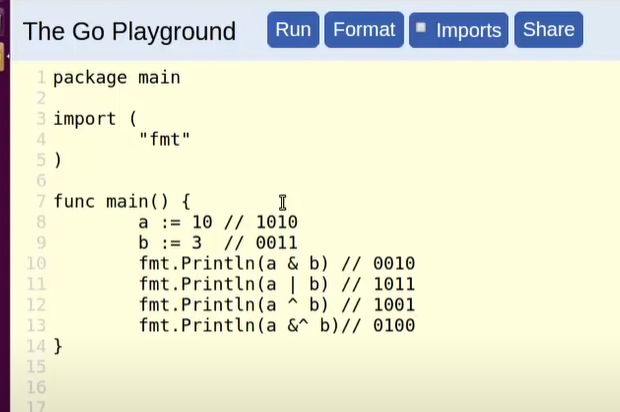 The Go Playground Run Format Imports Share
1 package main
2
3 import (
4 "fmt"
5 )
6
7 func main() {
8 a := 10 // 1010
9 b := 3 // 0011
10 fmt.Println(a & b) // 0010
11 fmt.Println(a | b) // 1011
12 fmt.Println(a ^ b) // 1001
13 fmt.Println(a &^ b)// 0100
14 }
15
16
17